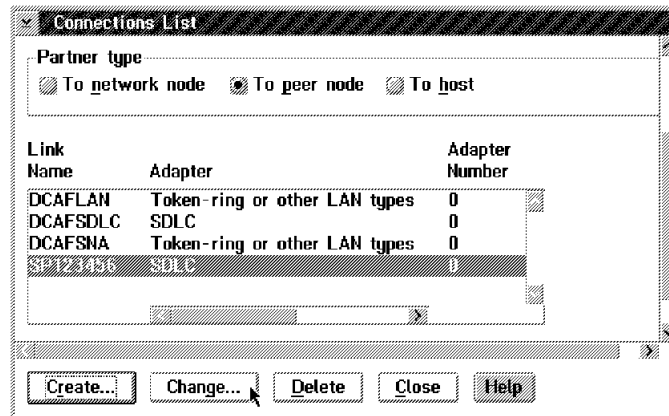 Connections List
Partner type
To network node To peer node To host
Link Adapter
Name Adapter Number
DCAFLAN Token-ring or other LAN types 0
DCAFSDLC SDLC 0
DCAFSNA Token-ring or other LAN types 0
SP123456 SDLC 0
Create... Change... Delete Close Help